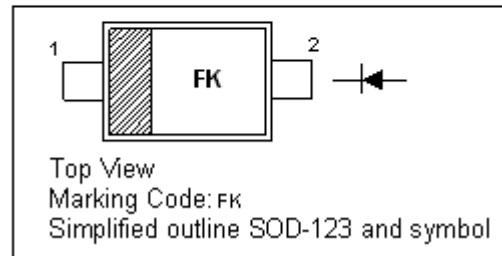 1
2
FK
Top View
Marking Code: FK
Simplified outline SOD-123 and symbol